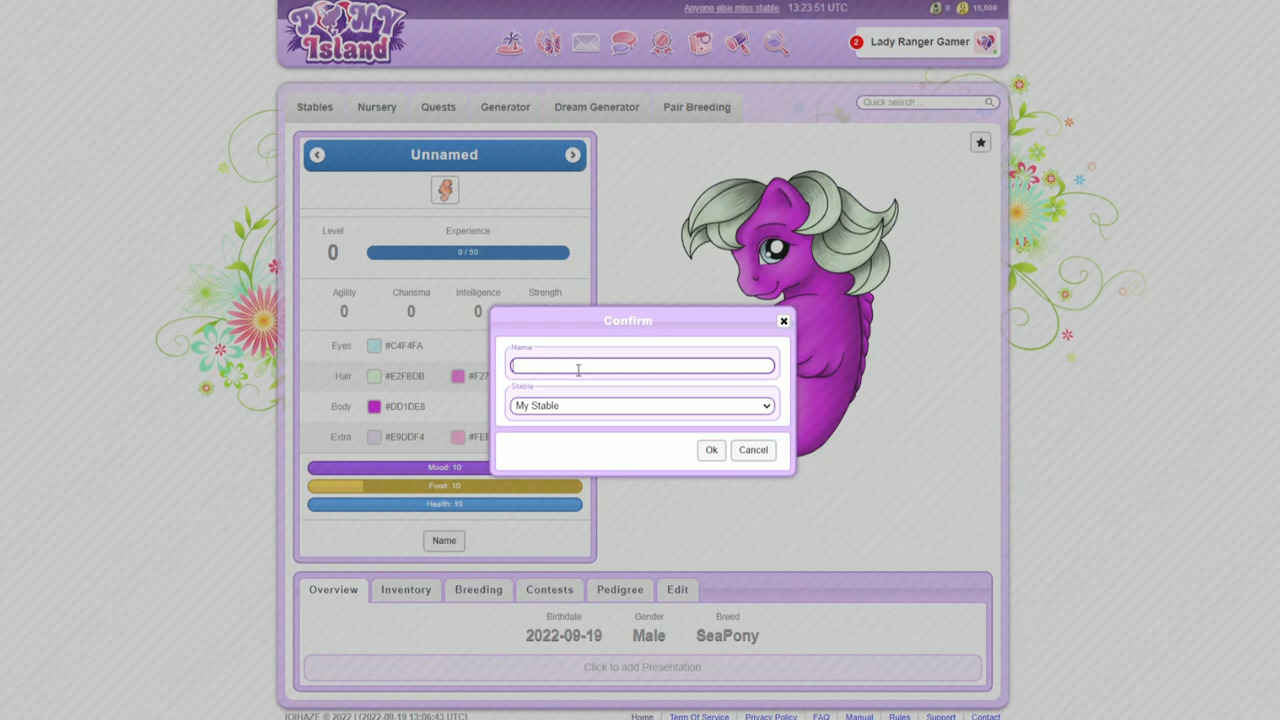 PONY Island
Anyone else miss stable 13:23:51 UTC 0 15,000
2 Lady Ranger Gamer
Stables Nursery Quests Generator Dream Generator Pair Breeding
Quick search ...
Unnamed
Level Experience
0 0 / 50
Agility Charisma Intelligence Strength
0 0 0
Eyes #C4F4FA
Hair #E2FBDB #F27
Body #DD1DE8
Extra #E9DDF4 #FEE
Mood: 10
Food: 10
Health: 10
Name
Confirm
Name
Stable
My Stable
Ok Cancel
Overview Inventory Breeding Contests Pedigree Edit
Birthdate Gender Breed
2022-09-19 Male SeaPony
Click to add Presentation
Home Term Of Service Privacy Policy FAQ Manual Rules Support Contact